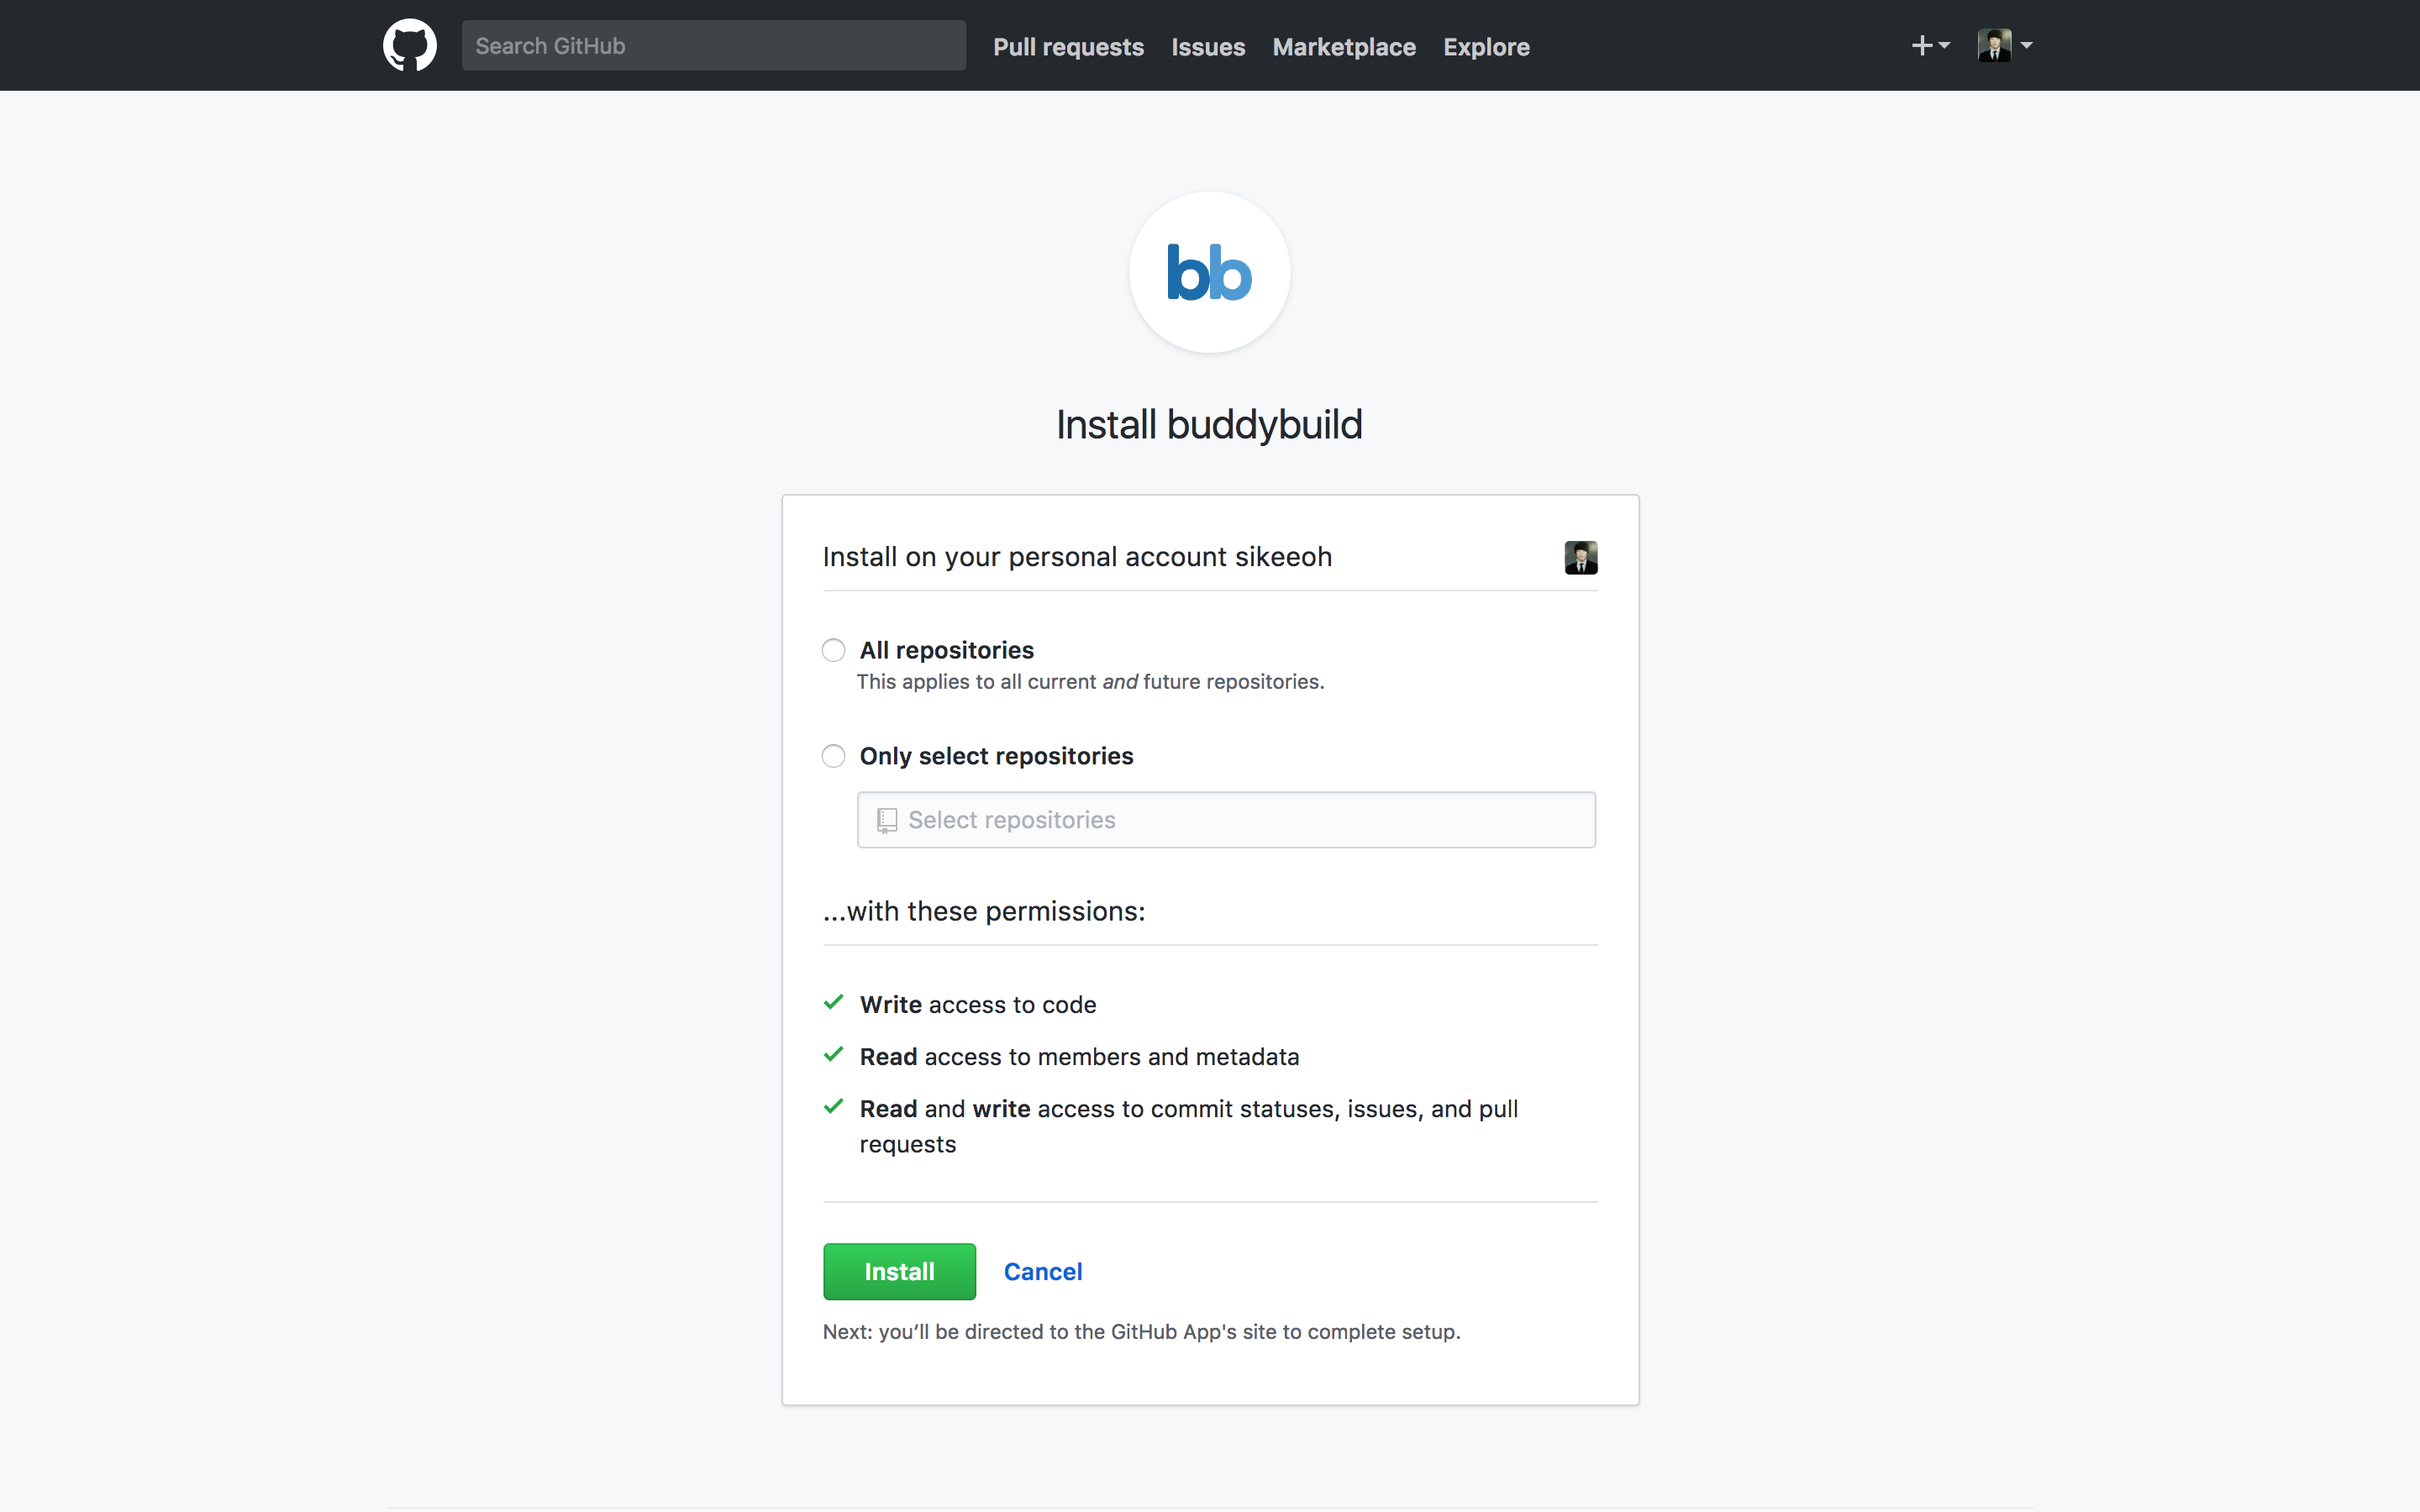 Search GitHub
Pull requests Issues Marketplace Explore
bb
Install buddybuild
Install on your personal account sikeeoh
All repositories
This applies to all current and future repositories.
Only select repositories
Select repositories
...with these permissions:
Write access to code
Read access to members and metadata
Read and write access to commit statuses, issues, and pull
requests
Install Cancel
Next: you’ll be directed to the GitHub App's site to complete setup.